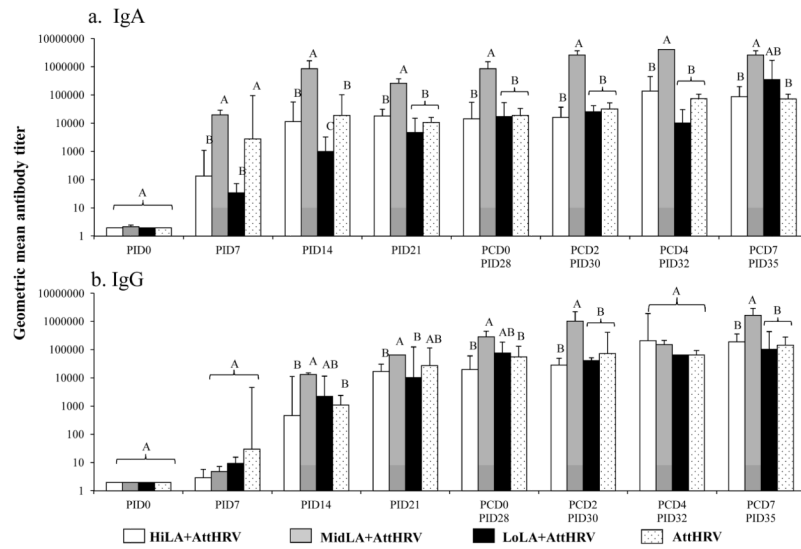 a. IgA
Geometric mean antibody titer
10000000
1000000
100000
10000
1000
100
10
1
A
B
A
B
A
B
A
C
B
B
A
B
B
A
B
B
A
B
B
A
B
B
A
AB
B
PID0
PID7
PID14
PID21
PCD0
PID28
PCD2
PID30
PCD4
PID32
PCD7
PID35
b. IgG
10000000
1000000
100000
10000
1000
100
10
1
A
A
B
A
AB
B
B
A
B
AB
B
A
AB
B
B
A
B
A
B
A
B
PID0
PID7
PID14
PID21
PCD0
PID28
PCD2
PID30
PCD4
PID32
PCD7
PID35
HiLA+AttHRV
MidLA+AttHRV
LoLA+AttHRV
AttHRV